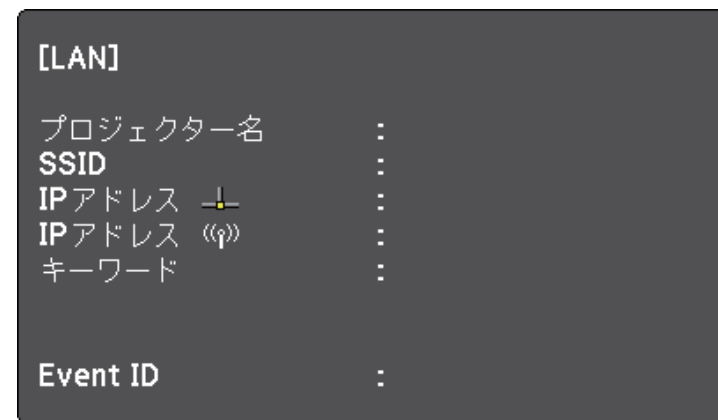 [LAN]
プロジェクター名 :
SSID :
IPアドレス :
IPアドレス :
キーワード :
Event ID :